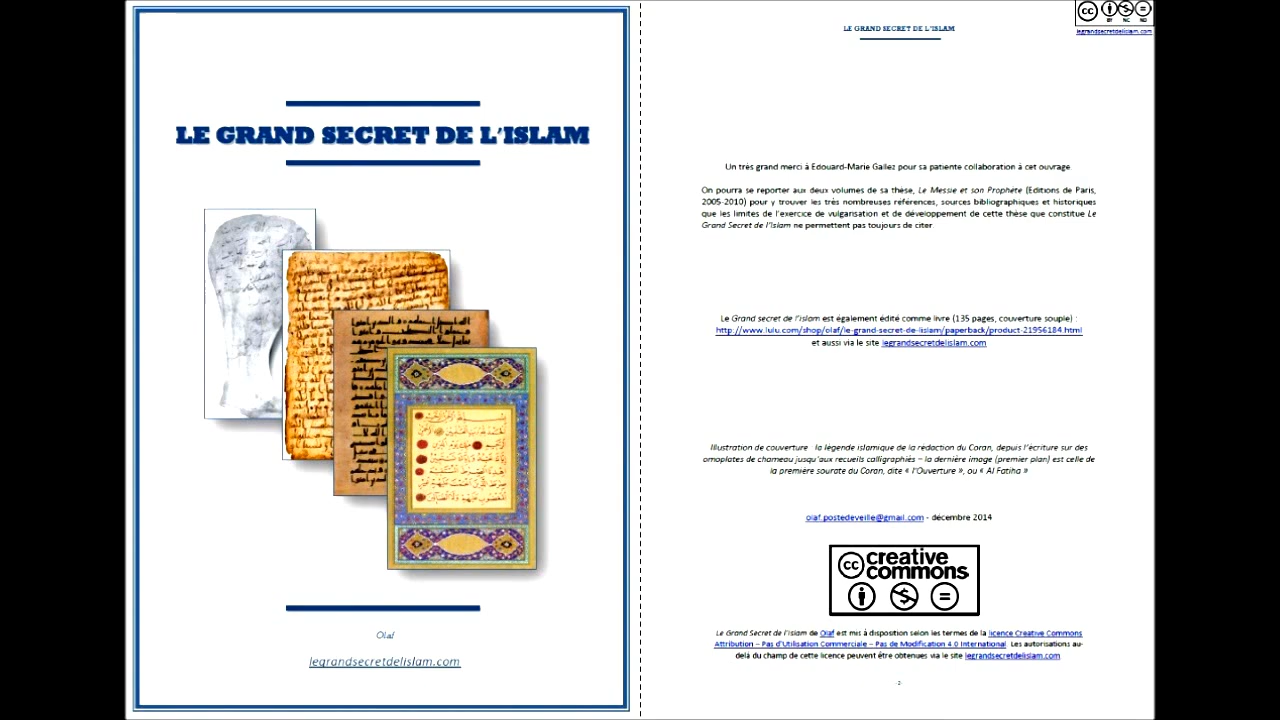 LE GRAND SECRET DE L'ISLAM
Olaf
legrandsecretdelislam.com
LE GRAND SECRET DE L'ISLAM
cc
BY NC ND
legrandsecretdelislam.com
Un très grand merci à Edouard-Marie Gallez pour sa patiente collaboration à cet ouvrage.
On pourra se reporter aux deux volumes de sa thèse, Le Messie et son Prophète (Editions de Paris,
2005-2010) pour y trouver les très nombreuses références, sources bibliographiques et historiques
que les limites de l'exercice de vulgarisation et de développement de cette thèse que constitue Le
Grand Secret de l'Islam ne permettent pas toujours de citer.
Le Grand secret de l'islam est également édité comme livre (135 pages, couverture souple) :
http://www.lulu.com/shop/olaf/le-grand-secret-de-lislam/paperback/product-21956184.html
et aussi via le site legrandsecretdelislam.com
Illustration de couverture : la légende islamique de la rédaction du Coran, depuis l'écriture sur des
omoplates de chameau jusqu'aux recueils calligraphiés – la dernière image (premier plan) est celle de
la première sourate du Coran, dite « l'Ouverture », ou « Al Fatiha »
olaf.postedeveille@gmail.com - décembre 2014
cc creative
commons
Le Grand Secret de l'Islam de Olaf est mis à disposition selon les termes de la licence Creative Commons
Attribution – Pas d'Utilisation Commerciale – Pas de Modification 4.0 International. Les autorisations au-
delà du champ de cette licence peuvent être obtenues via le site legrandsecretdelislam.com
-2-